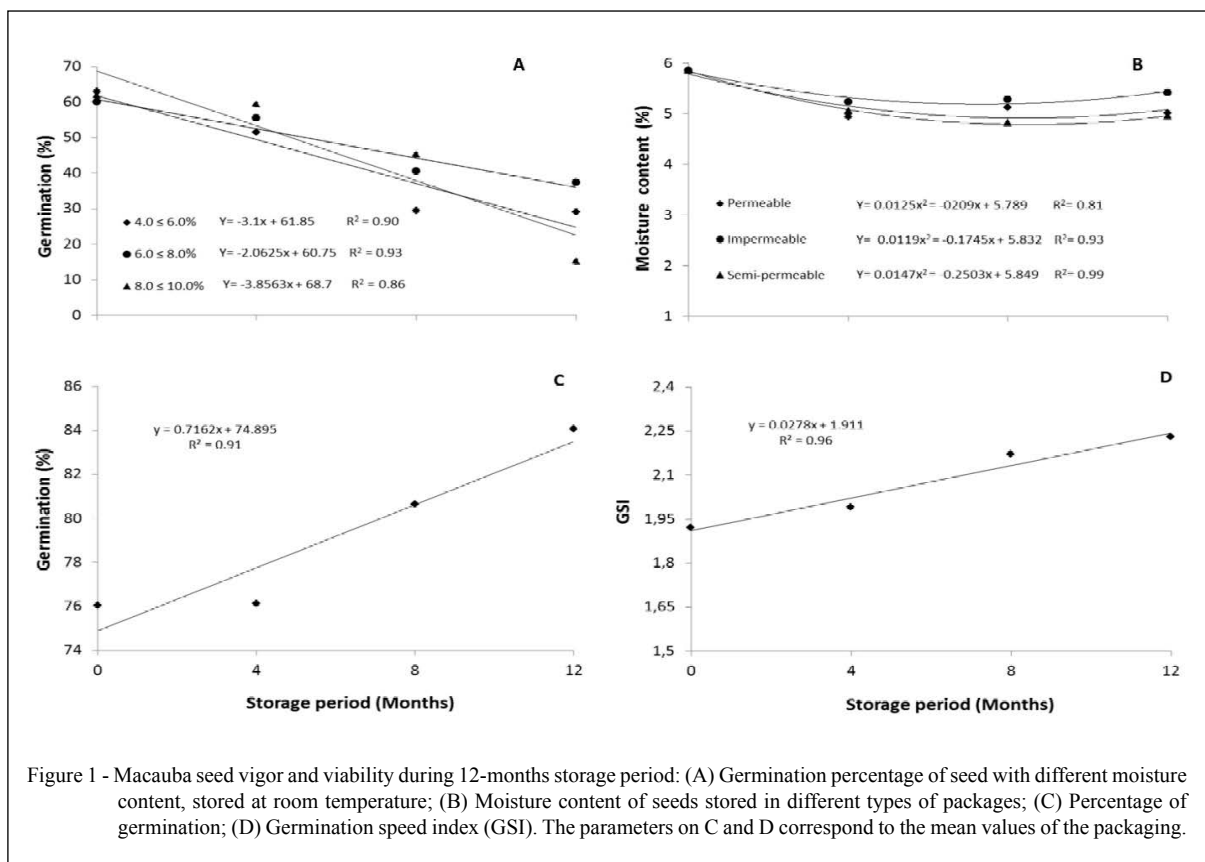 A
Germination (%)
70
60
50
40
30
20
10
0
4.0 ≤ 6.0% Y= -3.1x + 61.85 R² = 0.90
6.0 ≤ 8.0% Y= -2.0625x + 60.75 R² = 0.93
8.0 ≤ 10.0% Y= -3.8563x + 68.7 R² = 0.86
0 4 8 12
B
Moisture content (%)
6
5
4
3
2
1
Permeable Y= 0.0125x² = -0209x + 5.789 R² = 0.81
Impermeable Y= 0.0119x² = -0.1745x + 5.832 R² = 0.93
Semi-permeable Y= 0.0147x² = -0.2503x + 5.849 R² = 0.99
0 4 8 12
C
Germination (%)
86
84
82
80
78
76
74
y = 0.7162x + 74.895
R² = 0.91
0 4 8 12
Storage period (Months)
D
GSI
2,4
2,25
2,1
1,95
1,8
1,65
1,5
y = 0.0278x + 1.911
R² = 0.96
0 4 8 12
Storage period (Months)
Figure 1 - Macauba seed vigor and viability during 12-months storage period: (A) Germination percentage of seed with different moisture
content, stored at room temperature; (B) Moisture content of seeds stored in different types of packages; (C) Percentage of
germination; (D) Germination speed index (GSI). The parameters on C and D correspond to the mean values of the packaging.